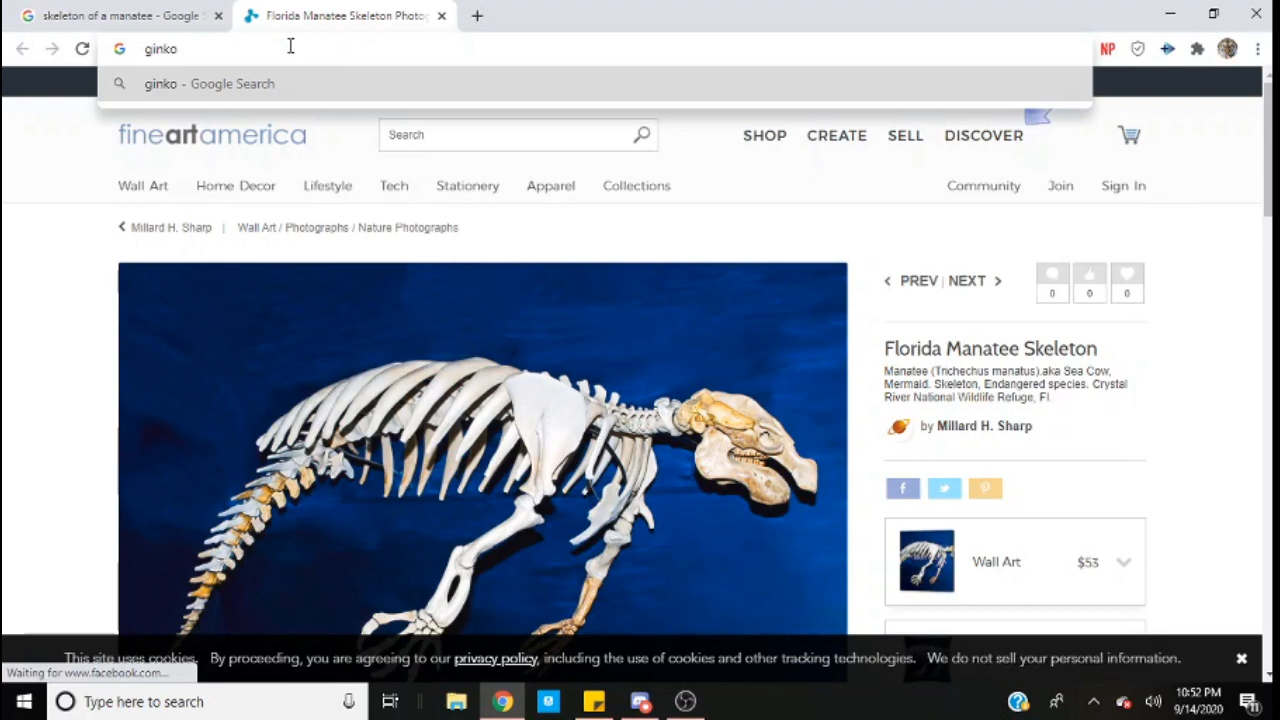 skeleton of a manatee - Google S
Florida Manatee Skeleton Photog
ginko
NP
ginko - Google Search
fineartamerica
Search
SHOP CREATE SELL DISCOVER
Wall Art Home Decor Lifestyle Tech Stationery Apparel Collections
Community Join Sign In
Millard H. Sharp | Wall Art / Photographs / Nature Photographs
PREV | NEXT
0 0 0
Florida Manatee Skeleton
Manatee (Trichechus manatus).aka Sea Cow,
Mermaid. Skeleton, Endangered species. Crystal
River National Wildlife Refuge, Fl
by Millard H. Sharp
Wall Art $53
This site uses cookies. By proceeding, you are agreeing to our privacy policy, including the use of cookies and other tracking technologies. We do not sell your personal information.
Waiting for www.facebook.com...
Type here to search
10:52 PM
9/14/2020